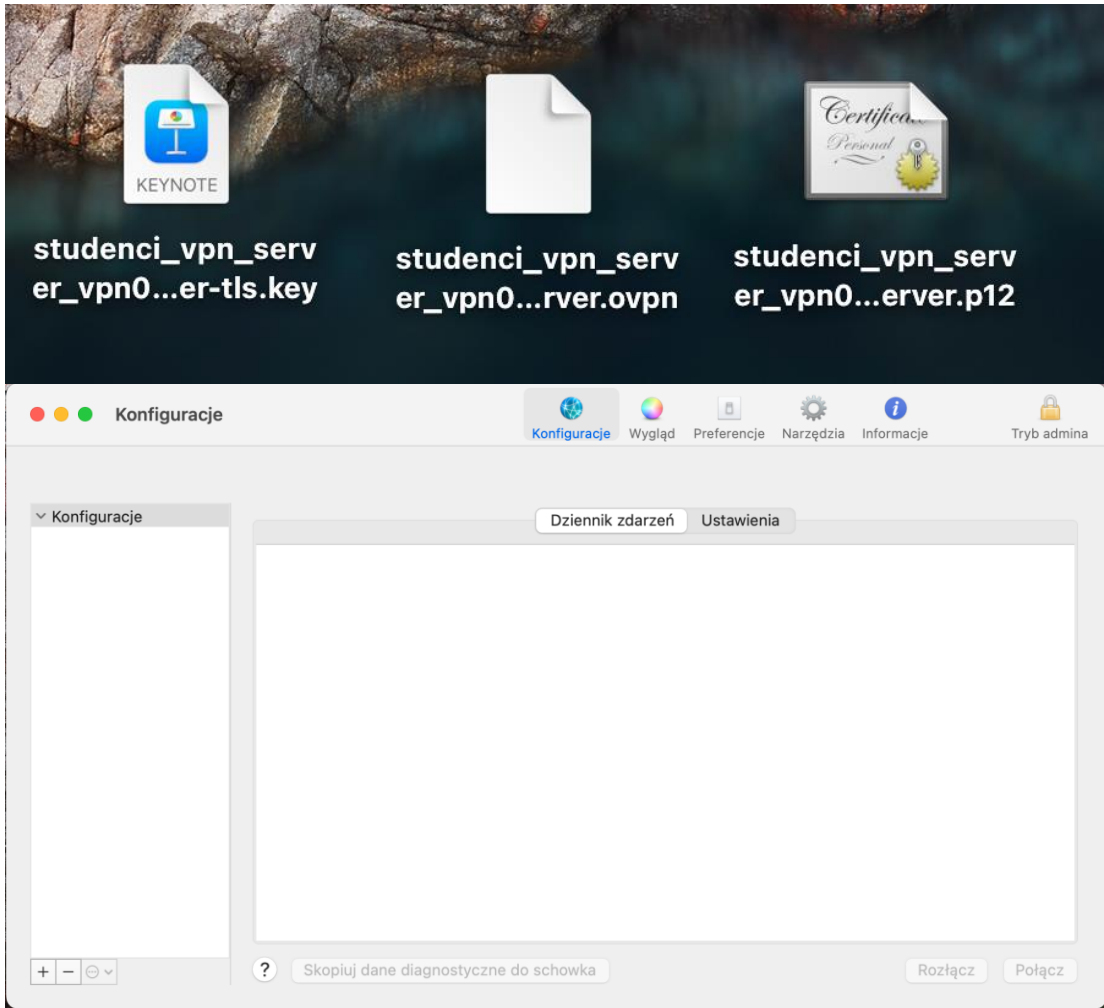 Certifica...
Personal
KEYNOTE
studenci_vpn_serv
er_vpn0...er-tls.key
studenci_vpn_serv
er_vpn0...rver.ovpn
studenci_vpn_serv
er_vpn0...erver.p12
Konfiguracje
Konfiguracje
Wygląd
Preferencje
Narzędzia
Informacje
Tryb admina
Konfiguracje
Dziennik zdarzeń
Ustawienia
+
−
?
Skopiuj dane diagnostyczne do schowka
Rozłącz
Połącz